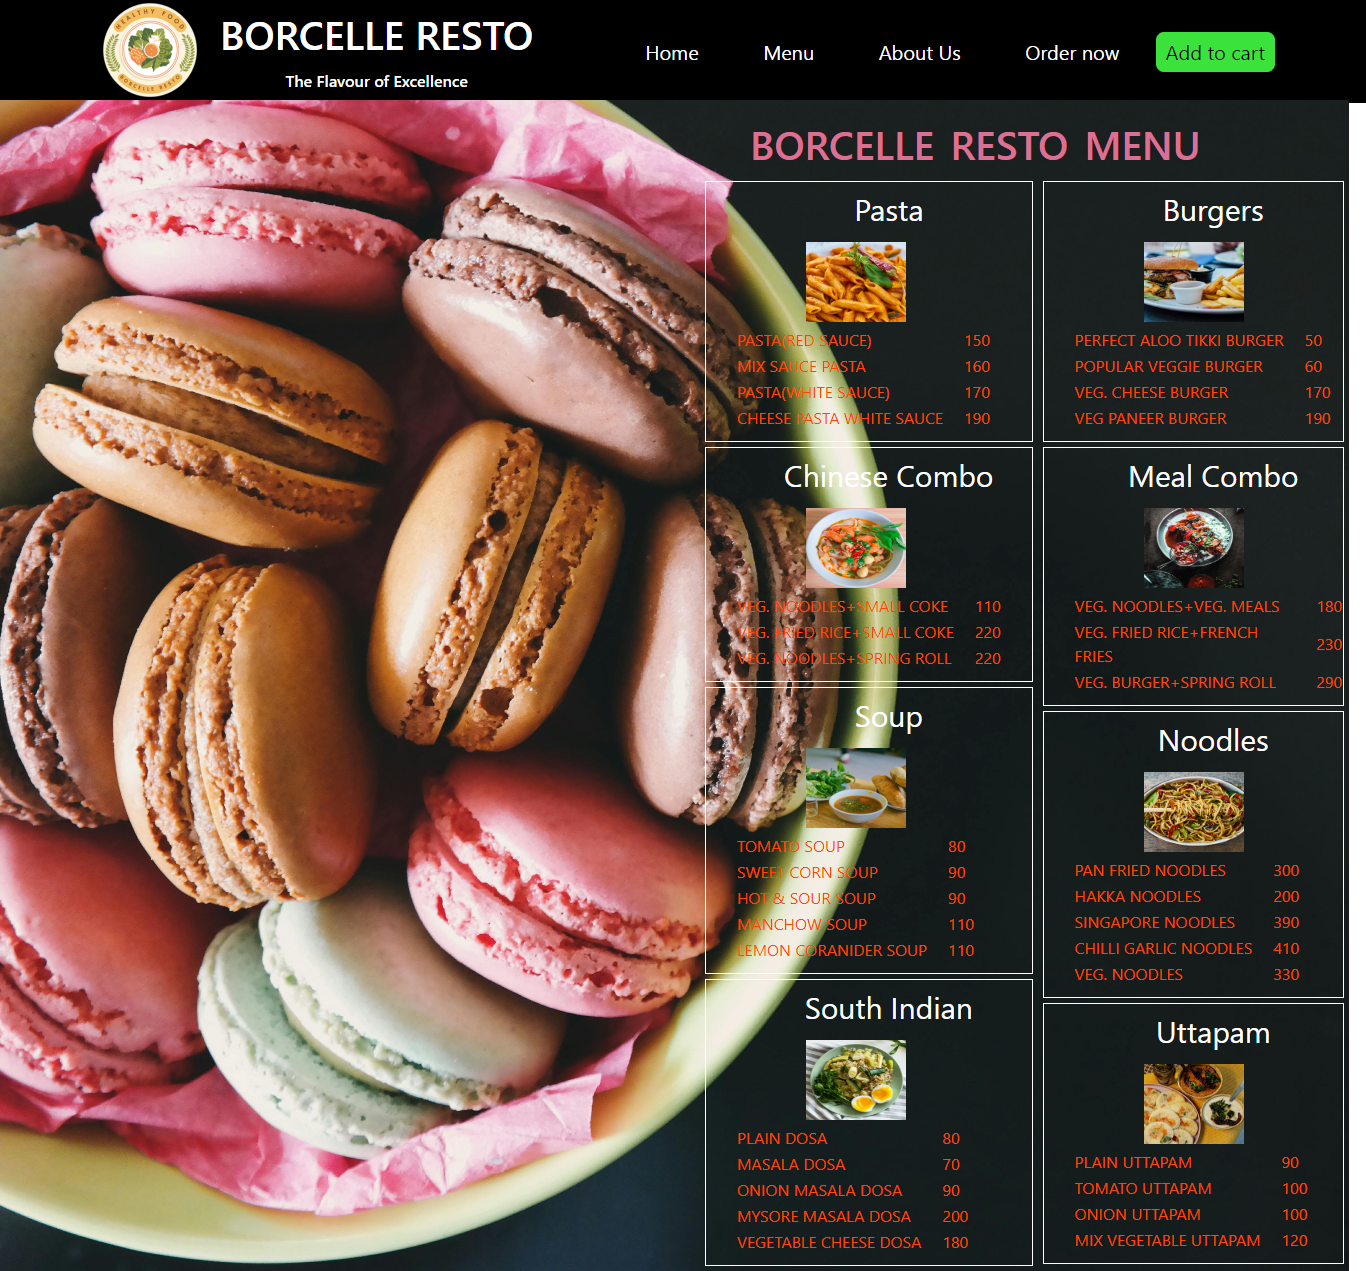 HEALTHY FOOD
BORCELLE RESTO
BORCELLE RESTO
The Flavour of Excellence
Home
Menu
About Us
Order now
Add to cart
BORCELLE RESTO MENU
Pasta
PASTA(RED SAUCE) 150
MIX SAUCE PASTA 160
PASTA(WHITE SAUCE) 170
CHEESE PASTA WHITE SAUCE 190
Burgers
PERFECT ALOO TIKKI BURGER 50
POPULAR VEGGIE BURGER 60
VEG. CHEESE BURGER 170
VEG PANEER BURGER 190
Chinese Combo
VEG. NOODLES+SMALL COKE 110
VEG. FRIED RICE+SMALL COKE 220
VEG. NOODLES+SPRING ROLL 220
Meal Combo
VEG. NOODLES+VEG. MEALS 180
VEG. FRIED RICE+FRENCH
FRIES 230
VEG. BURGER+SPRING ROLL 290
Soup
TOMATO SOUP 80
SWEET CORN SOUP 90
HOT & SOUR SOUP 90
MANCHOW SOUP 110
LEMON CORANIDER SOUP 110
Noodles
PAN FRIED NOODLES 300
HAKKA NOODLES 200
SINGAPORE NOODLES 390
CHILLI GARLIC NOODLES 410
VEG. NOODLES 330
South Indian
PLAIN DOSA 80
MASALA DOSA 70
ONION MASALA DOSA 90
MYSORE MASALA DOSA 200
VEGETABLE CHEESE DOSA 180
Uttapam
PLAIN UTTAPAM 90
TOMATO UTTAPAM 100
ONION UTTAPAM 100
MIX VEGETABLE UTTAPAM 120